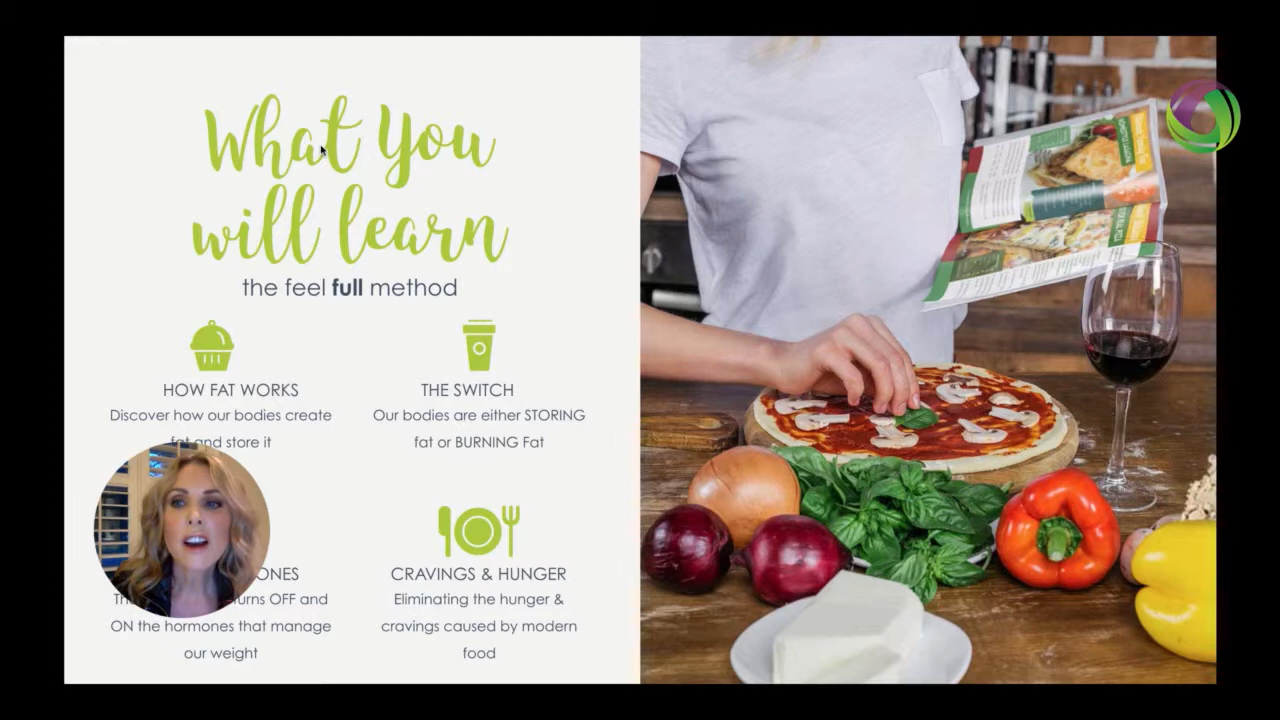 What You
will learn
the feel full method
HOW FAT WORKS
Discover how our bodies create
fat and store it
THE SWITCH
Our bodies are either STORING
fat or BURNING Fat
ONES
urns OFF and
ON the hormones that manage
our weight
CRAVINGS & HUNGER
Eliminating the hunger &
cravings caused by modern
food